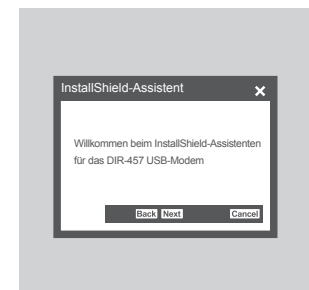 InstallShield-Assistent
Willkommen beim InstallShield-Assistenten
für das DIR-457 USB-Modem
Back Next Cancel